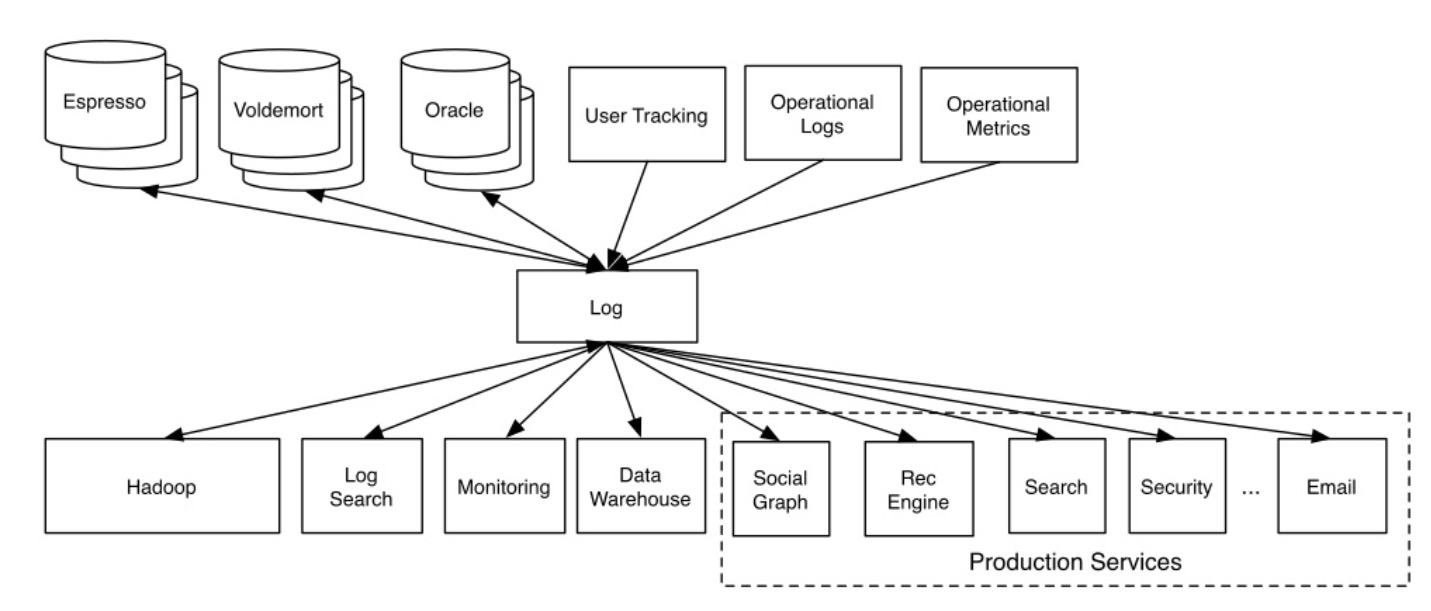 Espresso
Voldemort
Oracle
User Tracking
Operational
Logs
Operational
Metrics
Log
Hadoop
Log
Search
Monitoring
Data
Warehouse
Social
Graph
Rec
Engine
Search
Security
...
Email
Production Services